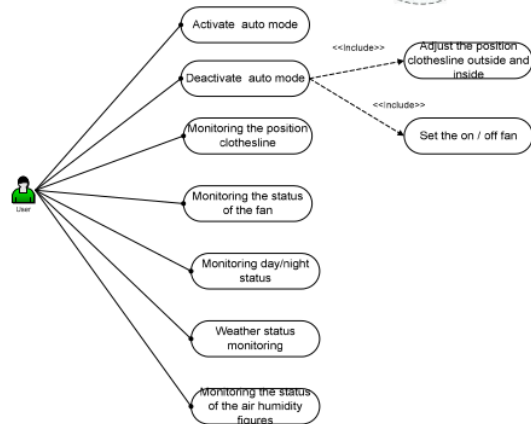 Activate auto mode
<<Include>>
Adjust the position
clothesline outside and
inside
Deactivate auto mode
<<Include>>
Set the on / off fan
Monitoring the position
clothesline
User
Monitoring the status
of the fan
Monitoring day/night
status
Weather status
monitoring
Monitoring the status
of the air humidity
figures